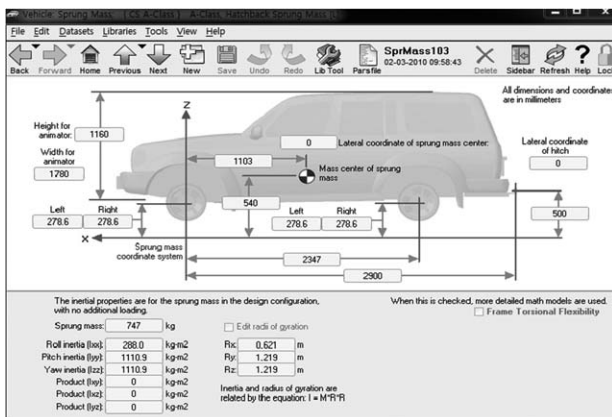 Vehicle: Sprung Mass: { CS A-Class } A-Class, Hatchback Sprung Mass
File Edit Datasets Libraries Tools View Help
Back Forward Home Previous Next New Save Undo Redo Lib Tool Parsfile
SprMass103
02-03-2010 09:58:43
Delete Sidebar Refresh Help Lock
All dimensions and coordinates
are in millimeters
Z
Height for
animator:
1160
Width for
animator
1780
0 Lateral coordinate of sprung mass center:
Lateral coordinate
of hitch
0
1103
Mass center of sprung
mass
540
Left Right
278.6 278.6
Left Right
278.6 278.6
500
X
Sprung mass
coordinate system
2347
2900
The inertial properties are for the sprung mass in the design configuration,
with no additional loading.
When this is checked, more detailed math models are used.
Frame Torsional Flexibility
Sprung mass: 747 kg
Edit radii of gyration
Roll inertia (Ixx): 288.0 kg-m2 Rx: 0.621 m
Pitch inertia (Iyy): 1110.9 kg-m2 Ry: 1.219 m
Yaw inertia (Izz): 1110.9 kg-m2 Rz: 1.219 m
Product (Ixy): 0 kg-m2
Product (Ixz): 0 kg-m2
Product (Iyz): 0 kg-m2
Inertia and radius of gyration are
related by the equation: I = M*R*R